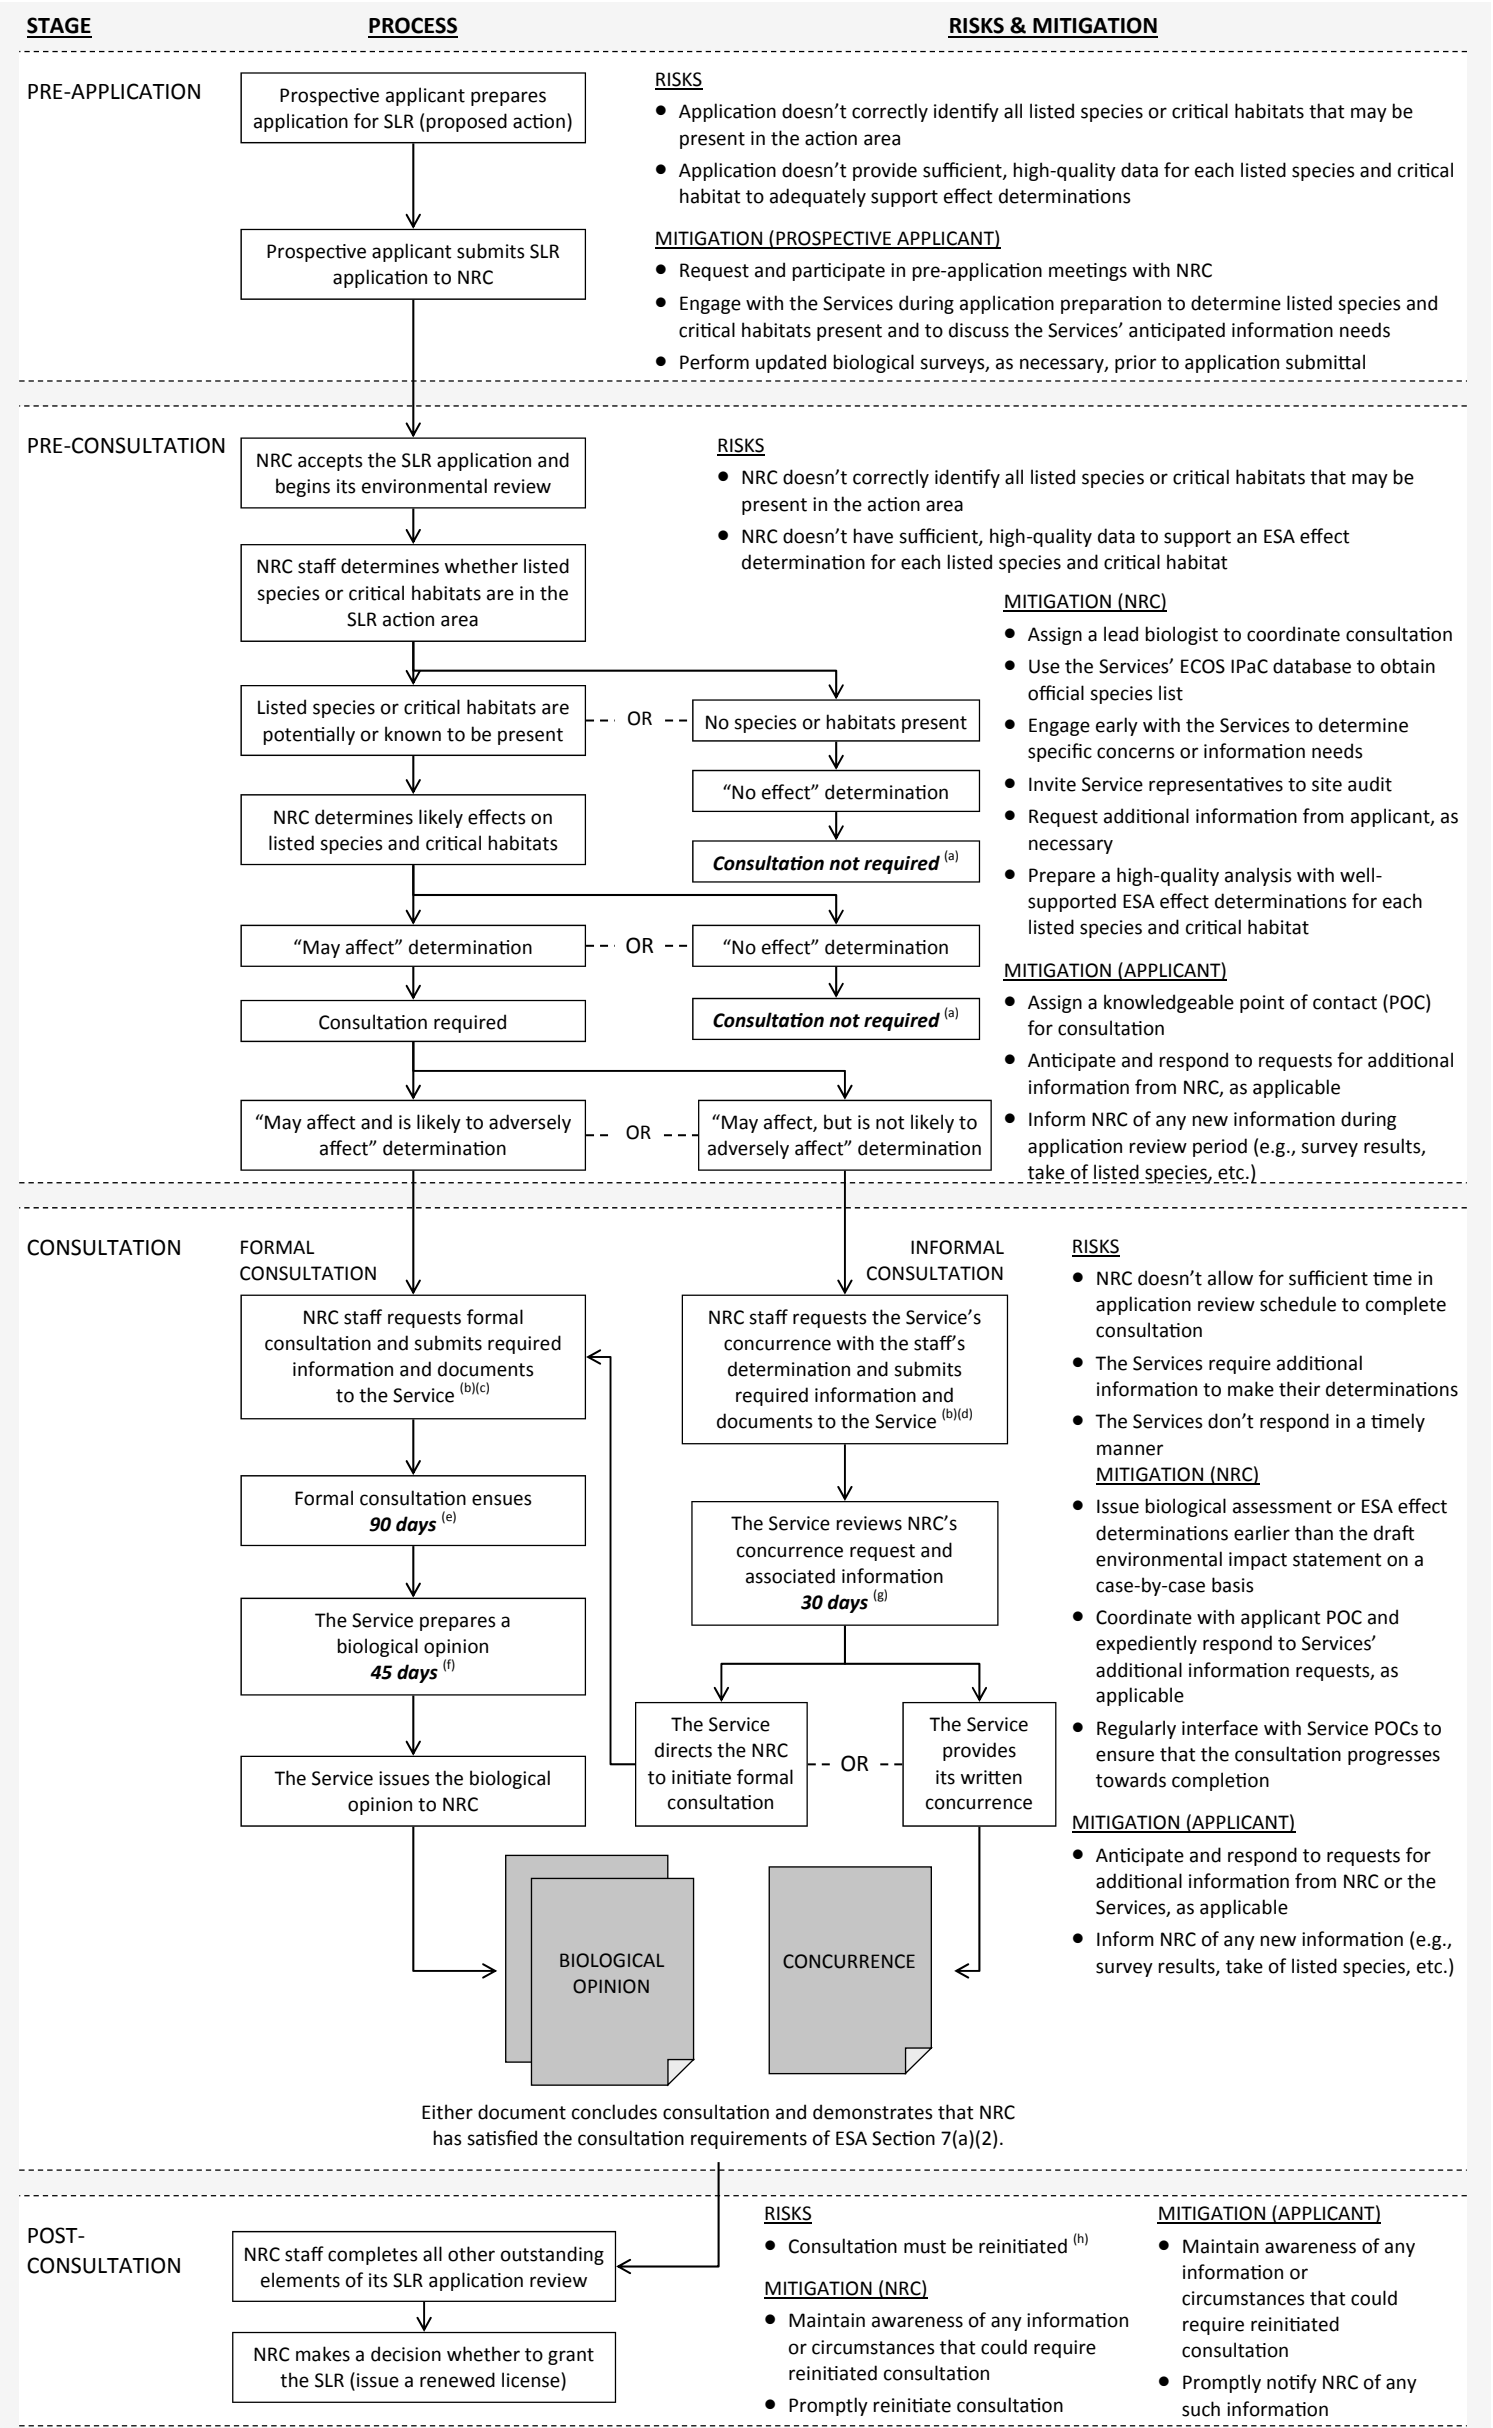 STAGE
PROCESS
RISKS & MITIGATION
PRE-APPLICATION
Prospective applicant prepares
application for SLR (proposed action)
Prospective applicant submits SLR
application to NRC
RISKS
● Application doesn’t correctly identify all listed species or critical habitats that may be
present in the action area
● Application doesn’t provide sufficient, high-quality data for each listed species and critical
habitat to adequately support effect determinations
MITIGATION (PROSPECTIVE APPLICANT)
● Request and participate in pre-application meetings with NRC
● Engage with the Services during application preparation to determine listed species and
critical habitats present and to discuss the Services’ anticipated information needs
● Perform updated biological surveys, as necessary, prior to application submittal
PRE-CONSULTATION
NRC accepts the SLR application and
begins its environmental review
NRC staff determines whether listed
species or critical habitats are in the
SLR action area
Listed species or critical habitats are
potentially or known to be present
OR
No species or habitats present
“No effect” determination
Consultation not required (a)
NRC determines likely effects on
listed species and critical habitats
“May affect” determination
OR
“No effect” determination
Consultation not required (a)
Consultation required
“May affect and is likely to adversely
affect” determination
OR
“May affect, but is not likely to
adversely affect” determination
RISKS
● NRC doesn’t correctly identify all listed species or critical habitats that may be
present in the action area
● NRC doesn’t have sufficient, high-quality data to support an ESA effect
determination for each listed species and critical habitat
MITIGATION (NRC)
● Assign a lead biologist to coordinate consultation
● Use the Services’ ECOS IPaC database to obtain
official species list
● Engage early with the Services to determine
specific concerns or information needs
● Invite Service representatives to site audit
● Request additional information from applicant, as
necessary
● Prepare a high-quality analysis with well-
supported ESA effect determinations for each
listed species and critical habitat
MITIGATION (APPLICANT)
● Assign a knowledgeable point of contact (POC)
for consultation
● Anticipate and respond to requests for additional
information from NRC, as applicable
● Inform NRC of any new information during
application review period (e.g., survey results,
take of listed species, etc.)
CONSULTATION
FORMAL
CONSULTATION
INFORMAL
CONSULTATION
NRC staff requests formal
consultation and submits required
information and documents
to the Service (b)(c)
Formal consultation ensues
90 days (e)
The Service prepares a
biological opinion
45 days (f)
The Service issues the biological
opinion to NRC
NRC staff requests the Service’s
concurrence with the staff’s
determination and submits
required information and
documents to the Service (b)(d)
The Service reviews NRC’s
concurrence request and
associated information
30 days (g)
The Service
directs the NRC
to initiate formal
consultation
OR
The Service
provides
its written
concurrence
BIOLOGICAL
OPINION
CONCURRENCE
Either document concludes consultation and demonstrates that NRC
has satisfied the consultation requirements of ESA Section 7(a)(2).
RISKS
● NRC doesn’t allow for sufficient time in
application review schedule to complete
consultation
● The Services require additional
information to make their determinations
● The Services don’t respond in a timely
manner
MITIGATION (NRC)
● Issue biological assessment or ESA effect
determinations earlier than the draft
environmental impact statement on a
case-by-case basis
● Coordinate with applicant POC and
expediently respond to Services’
additional information requests, as
applicable
● Regularly interface with Service POCs to
ensure that the consultation progresses
towards completion
MITIGATION (APPLICANT)
● Anticipate and respond to requests for
additional information from NRC or the
Services, as applicable
● Inform NRC of any new information (e.g.,
survey results, take of listed species, etc.)
POST-
CONSULTATION
NRC staff completes all other outstanding
elements of its SLR application review
NRC makes a decision whether to grant
the SLR (issue a renewed license)
RISKS
● Consultation must be reinitiated (h)
MITIGATION (NRC)
● Maintain awareness of any information
or circumstances that could require
reinitiated consultation
● Promptly reinitiate consultation
MITIGATION (APPLICANT)
● Maintain awareness of any
information or
circumstances that could
require reinitiated
consultation
● Promptly notify NRC of any
such information